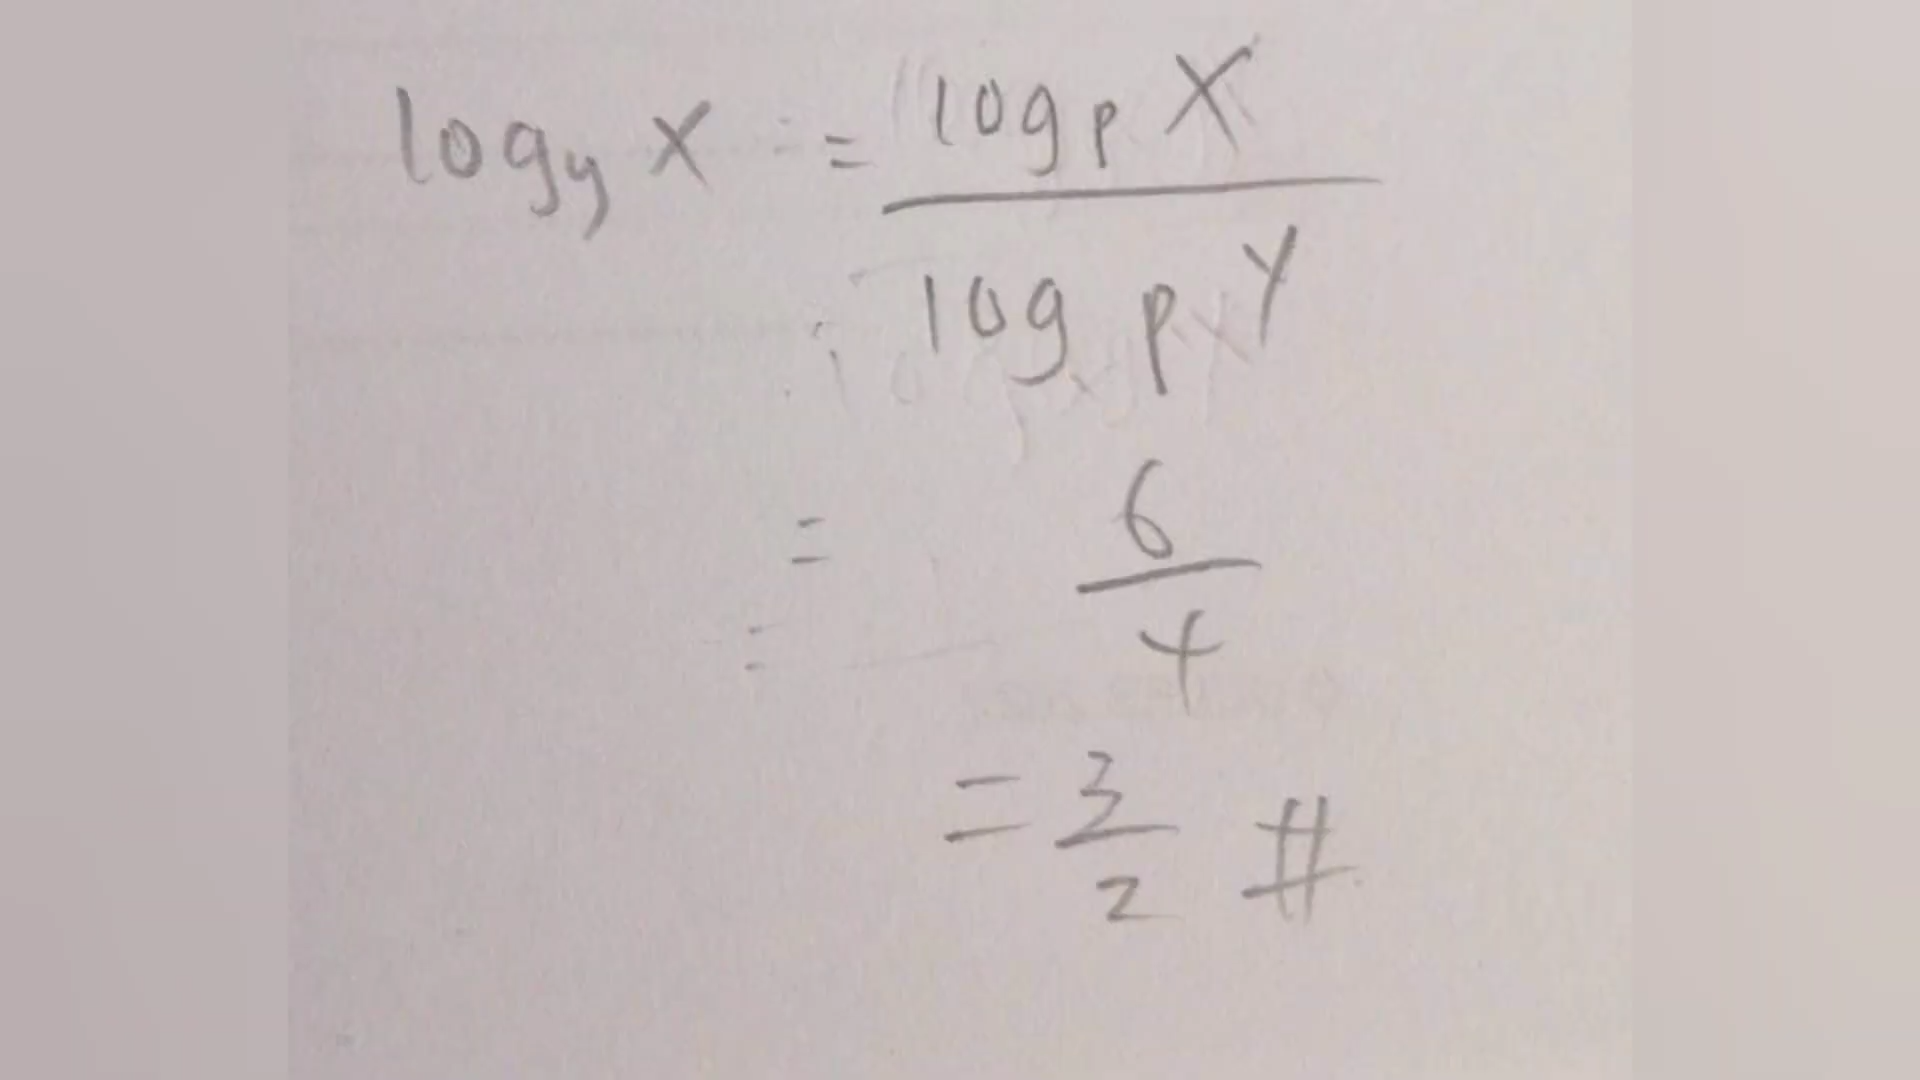 log_y X = log_p X
log_p Y
= 6/4
= 3/2 #